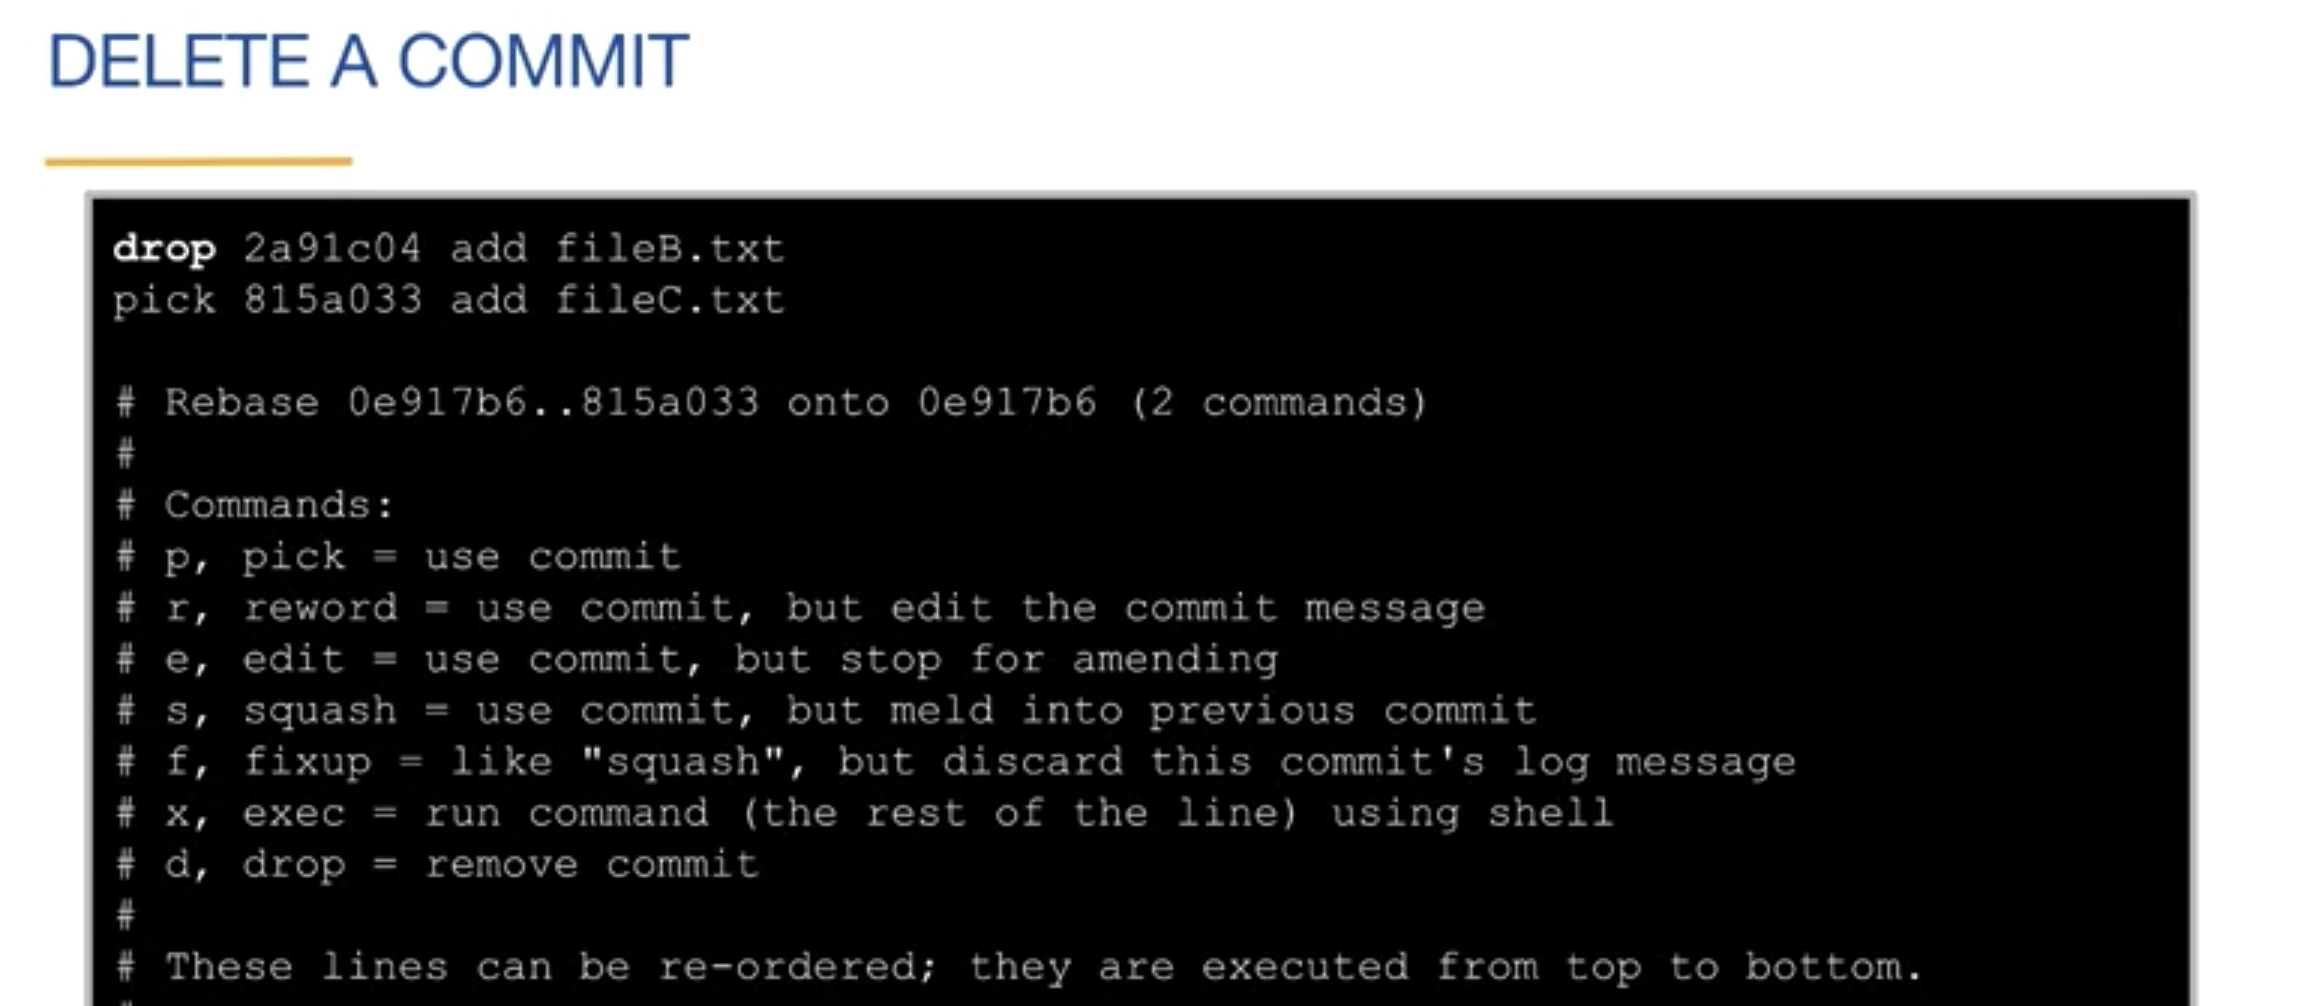 DELETE A COMMIT
drop 2a91c04 add fileB.txt
pick 815a033 add fileC.txt
# Rebase 0e917b6..815a033 onto 0e917b6 (2 commands)
#
# Commands:
# p, pick = use commit
# r, reword = use commit, but edit the commit message
# e, edit = use commit, but stop for amending
# s, squash = use commit, but meld into previous commit
# f, fixup = like "squash", but discard this commit's log message
# x, exec = run command (the rest of the line) using shell
# d, drop = remove commit
#
# These lines can be re-ordered; they are executed from top to bottom.
#